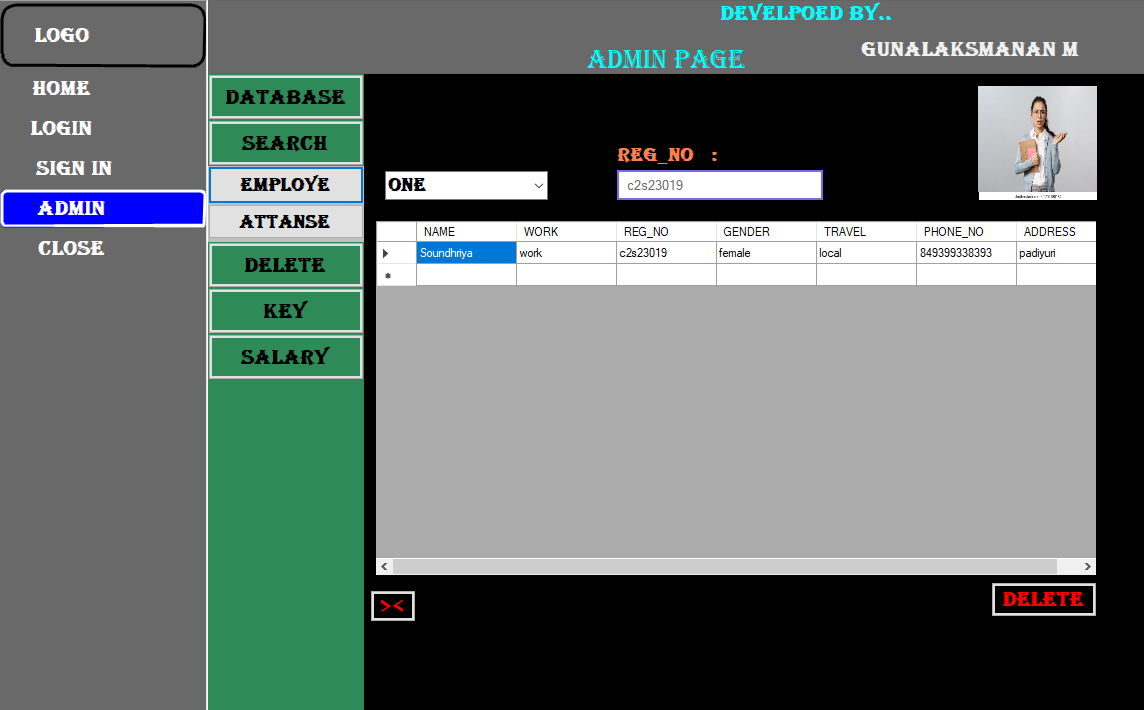 LOGO
HOME
LOGIN
SIGN IN
ADMIN
CLOSE
DEVELPOED BY..
GUNALAKSMANAN M
ADMIN PAGE
DATABASE
SEARCH
EMPLOYE
ATTANSE
DELETE
KEY
SALARY
REG_NO :
ONE
c2s23019
NAME WORK REG_NO GENDER TRAVEL PHONE_NO ADDRESS
Soundhriya work c2s23019 female local 849399338393 padiyuri
><
DELETE